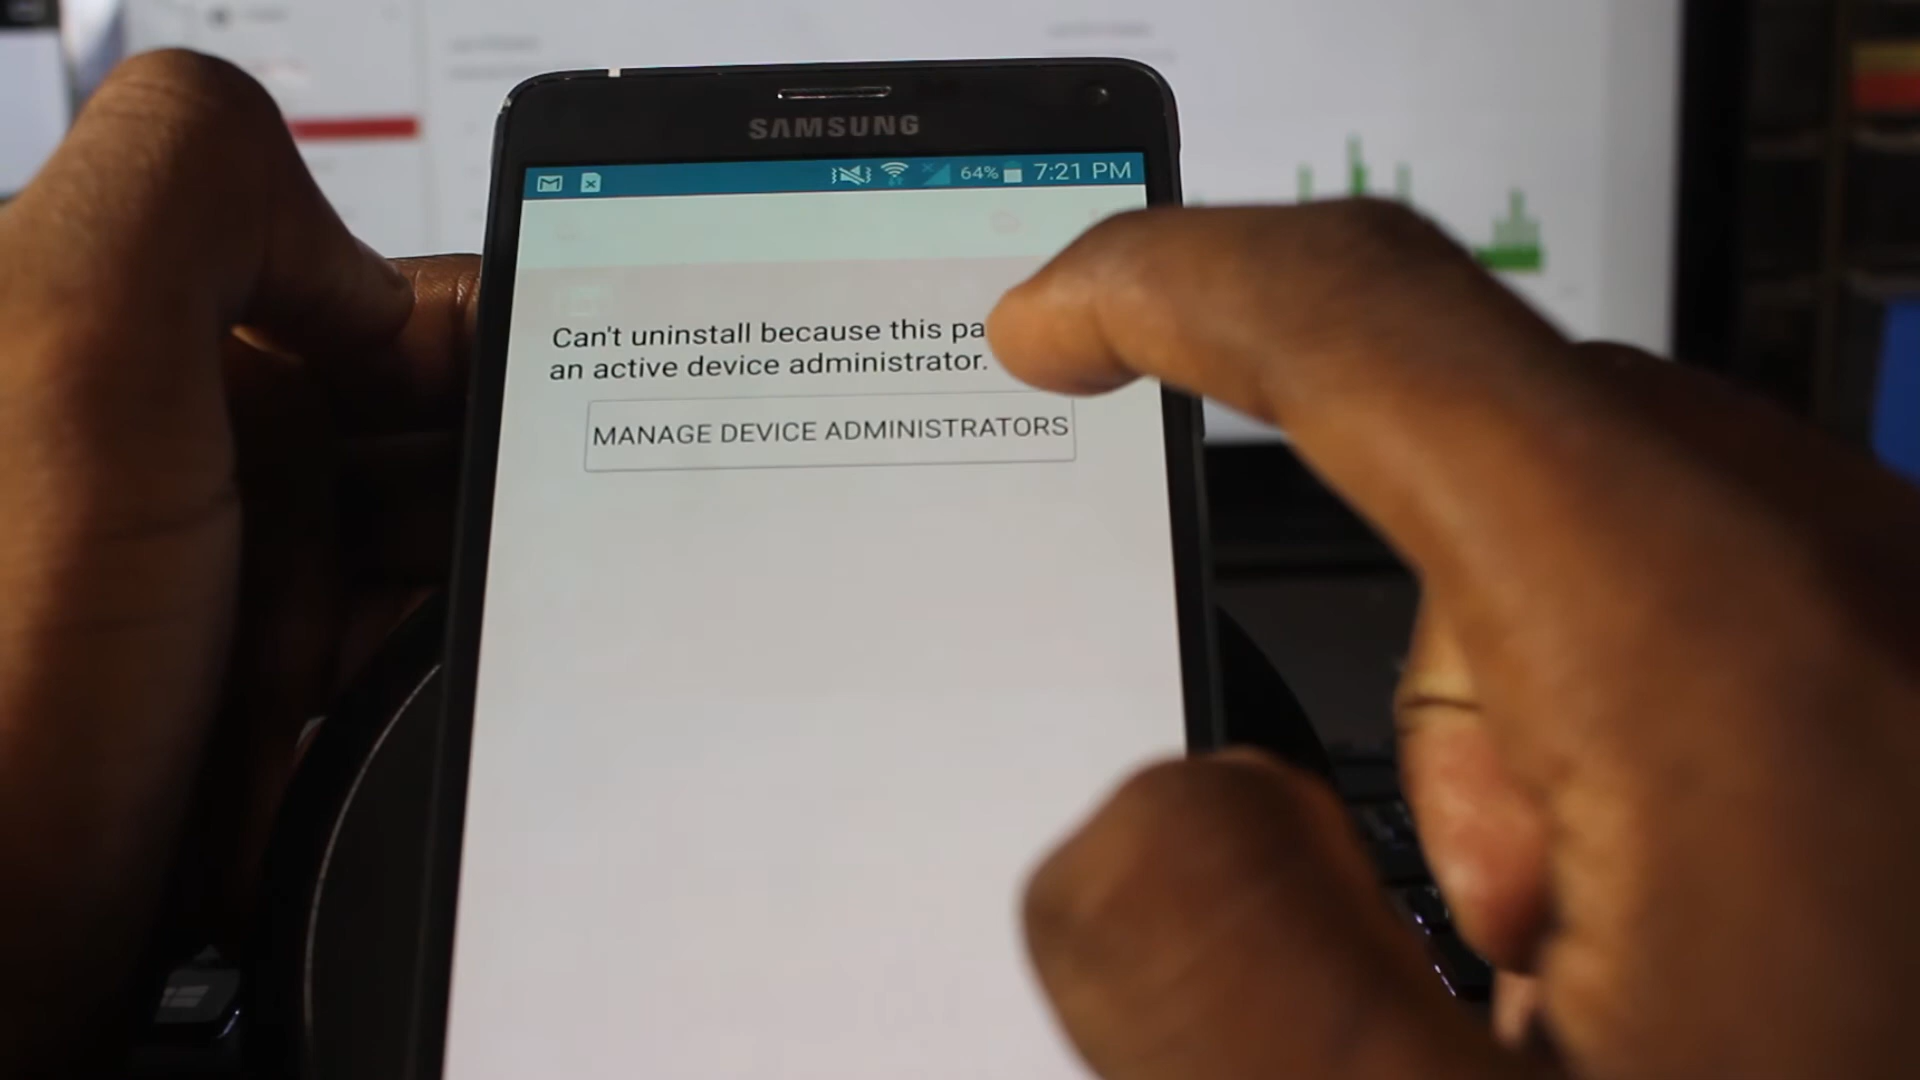 SAMSUNG
64% 7:21 PM
Can't uninstall because this pa
an active device administrator.
MANAGE DEVICE ADMINISTRATORS